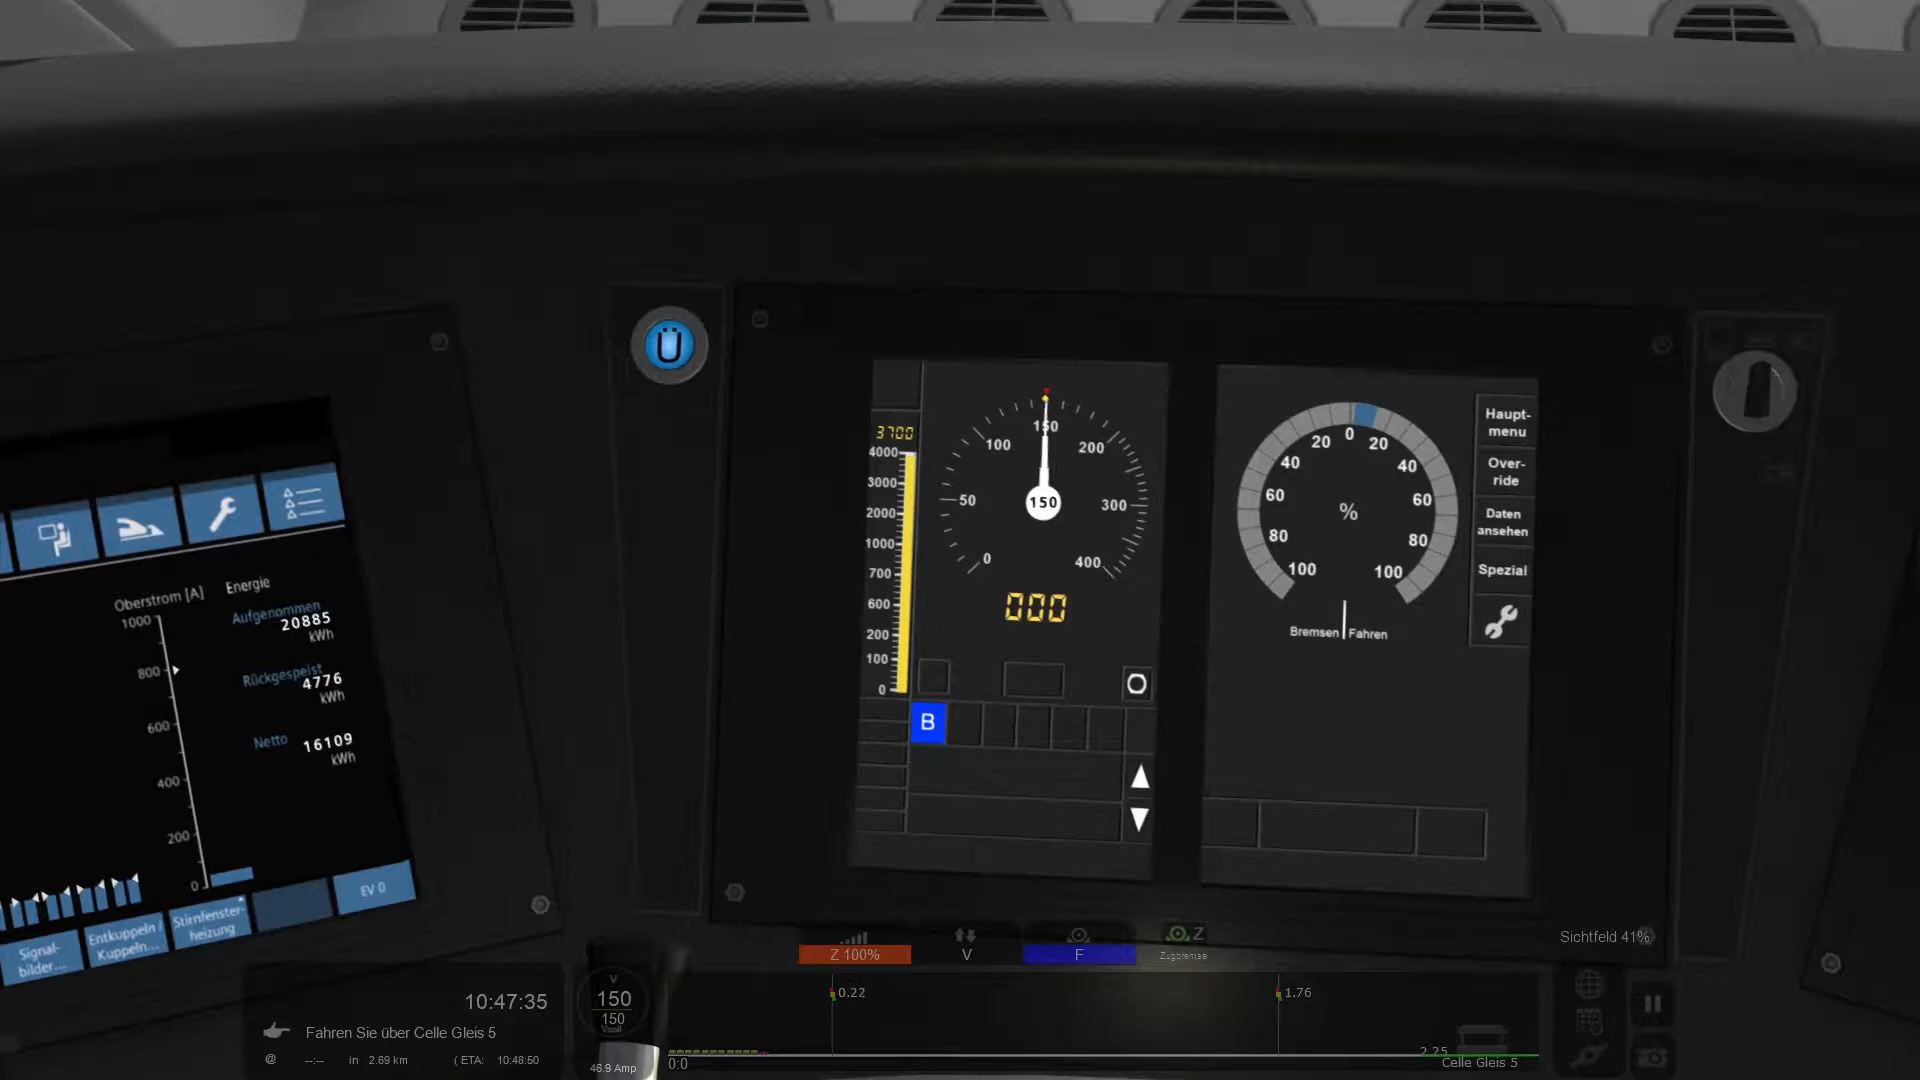 Ü
3700
4000
3000
2000
1000
700
600
200
100
0
0
50
100
150
200
300
400
150
000
B
100
80
60
40
20
0
20
40
60
80
100
%
Bremsen
Fahren
Haupt-
menu
Over-
ride
Daten
ansehen
Spezial
Oberstrom [A]
1000
800
600
400
200
0
Energie
Aufgenommen
20885
kWh
Rückgespeist
4776
kWh
Netto
16109
kWh
Signal-
bilder...
Entkuppeln /
Kuppeln...
Stirnfenster-
heizung
EV 0
Z 100%
V
F
Z
Zugbremse
Sichtfeld 41%
10:47:35
Fahren Sie über Celle Gleis 5
@ --:-- in 2.69 km ( ETA: 10:48:50
V
150
150
Vsoll
46.9 Amp
0.22
1.76
0:0
2.25
Celle Gleis 5